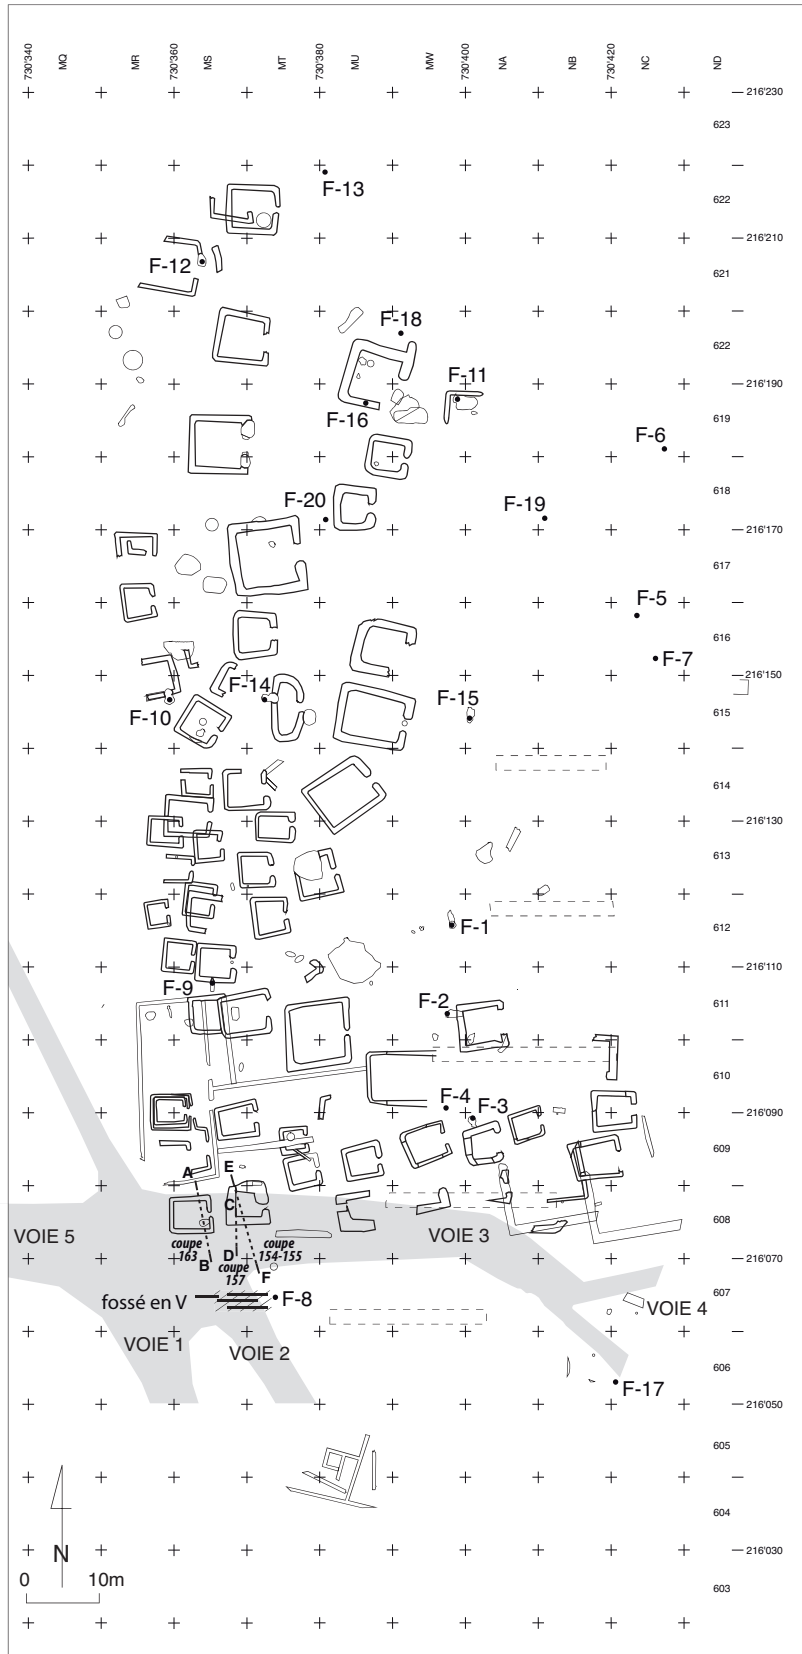 730'340
MQ
MR
730'360
MS
MT
730'380
MU
MW
730'400
NA
NB
730'420
NC
ND
216'230
623
F-13
622
216'210
F-12
621
F-18
622
F-11
216'190
F-16
619
F-6
618
F-20
F-19
216'170
617
F-5
616
F-7
216'150
F-14
F-10
F-15
615
614
216'130
613
F-1
612
216'110
F-9
F-2
611
610
F-4
F-3
216'090
609
E
A
C
608
VOIE 5
VOIE 3
coupe
163
coupe
154-155
D
B
coupe
157
F
216'070
607
fossé en V
F-8
VOIE 4
VOIE 1
VOIE 2
606
F-17
216'050
605
604
N
216'030
0
10m
603